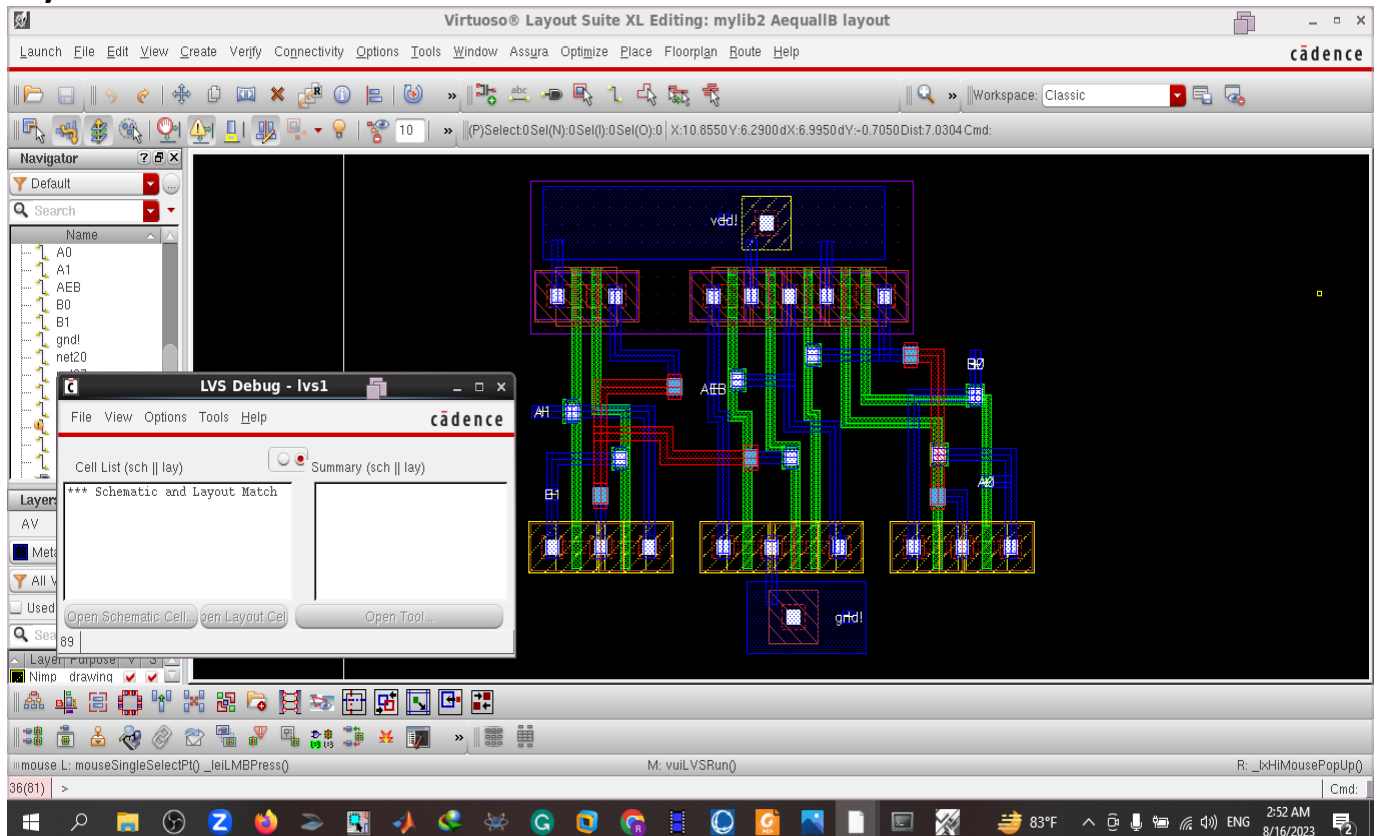 Virtuoso® Layout Suite XL Editing: mylib2 AequallB layout
Launch File Edit View Create Verify Connectivity Options Tools Window Assura Optimize Place Floorplan Route Help
cādence
Workspace: Classic
10
(P)Select:0 Sel(N):0 Sel(I):0 Sel(O):0 X:10.8550 Y:6.2900 dX:6.9950 dY:-0.7050 Dist:7.0304 Cmd:
Navigator
Default
Search
Name
A0
A1
AEB
B0
B1
gnd!
net20
vdd!
AEB
A1
B1
B0
A0
gnd!
LVS Debug - lvs1
File View Options Tools Help
cādence
Cell List (sch || lay)
Summary (sch || lay)
*** Schematic and Layout Match
Open Schematic Cell...
Open Tool...
89
AV
Used
Layer Purpose V S
Nimp drawing
mouse L: mouseSingleSelectPt() _leiLMBPress()
M: vuiLVSRun()
R: _lxHiMousePopUp()
36(81) >
Cmd:
83°F
ENG
2:52 AM
8/16/2023